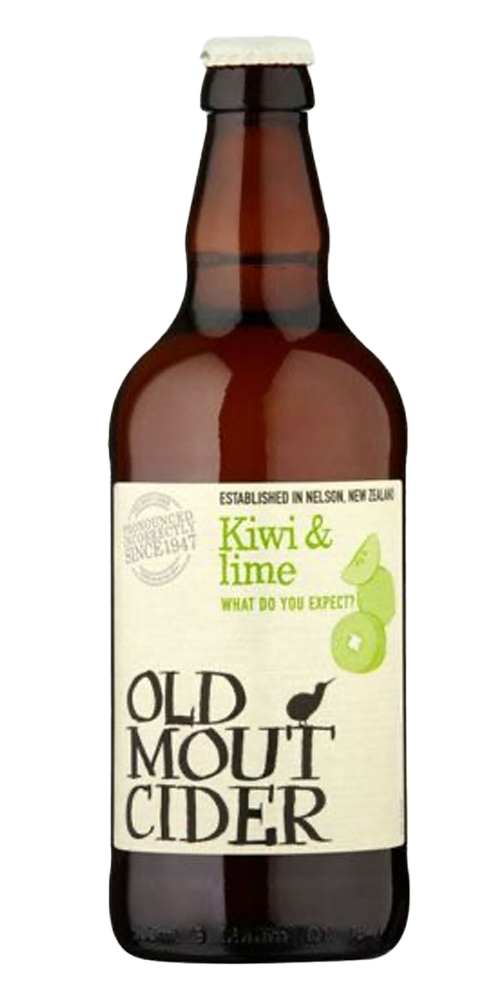 ESTABLISHED IN NELSON, NEW ZEALAND
PRONOUNCED
INCORRECTLY
SINCE 1947
Kiwi &
lime
WHAT DO YOU EXPECT?
OLD
MOUT
CIDER